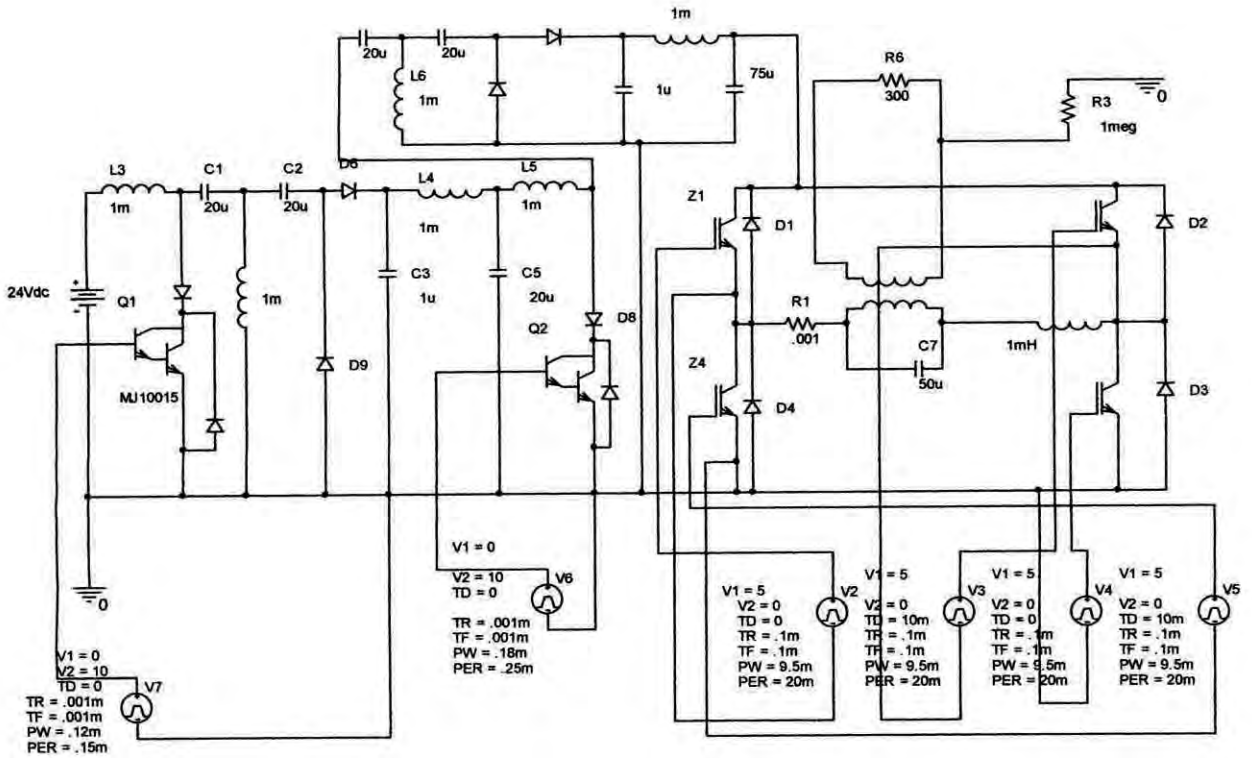 1m
20u
20u
L6
1m
1u
75u
R6
300
R3
1meg
0
L3
1m
C1
20u
C2
20u
D6
L4
1m
L5
1m
Z1
D1
D2
24Vdc
+
-
Q1
MJ10015
1m
D9
C3
1u
C5
20u
Q2
D8
R1
.001
C7
50u
1mH
Z4
D4
D3
0
V1 = 0
V2 = 10
TD = 0
TR = .001m
TF = .001m
PW = .12m
PER = .15m
V7
V1 = 0
V2 = 10
TD = 0
TR = .001m
TF = .001m
PW = .18m
PER = .25m
V6
V1 = 5
V2 = 0
TD = 0
TR = .1m
TF = .1m
PW = 9.5m
PER = 20m
V2
V1 = 5
V2 = 0
TD = 10m
TR = .1m
TF = .1m
PW = 9.5m
PER = 20m
V3
V1 = 5
V2 = 0
TD = 0
TR = .1m
TF = .1m
PW = 9.5m
PER = 20m
V4
V1 = 5
V2 = 0
TD = 10m
TR = .1m
TF = .1m
PW = 9.5m
PER = 20m
V5